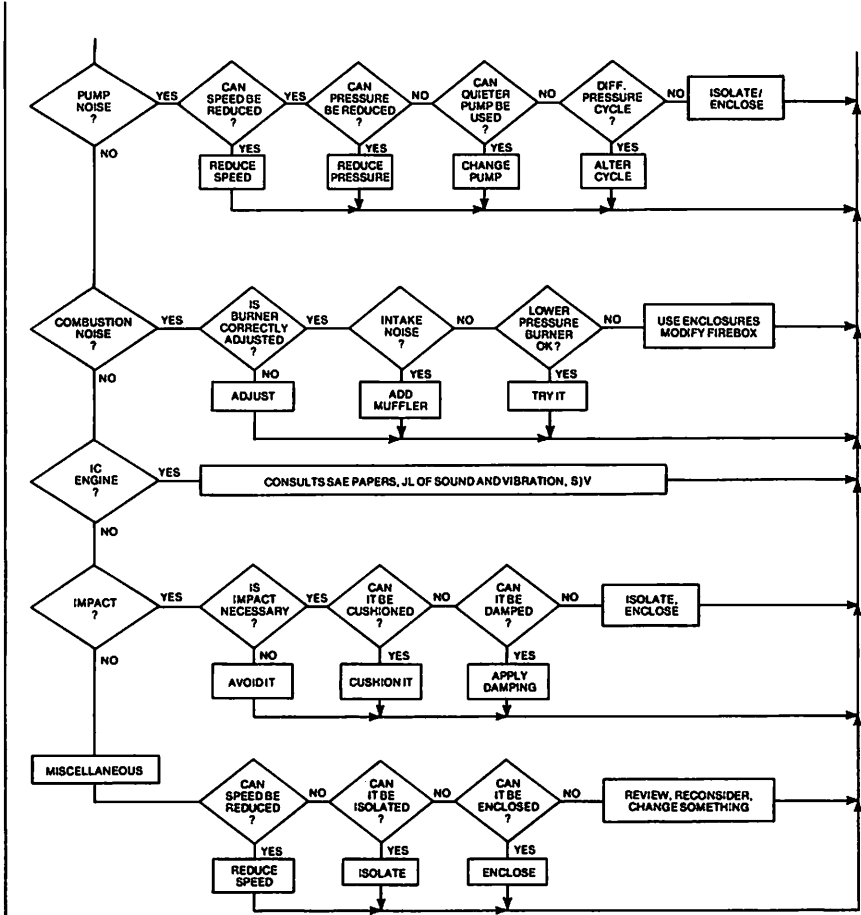 PUMP
NOISE
?
YES
NO
CAN
SPEED BE
REDUCED
?
YES
YES
REDUCE
SPEED
CAN
PRESSURE
BE REDUCED
?
NO
YES
REDUCE
PRESSURE
CAN
QUIETER
PUMP BE
USED
?
NO
YES
CHANGE
PUMP
DIFF.
PRESSURE
CYCLE
?
NO
YES
ALTER
CYCLE
ISOLATE/
ENCLOSE
COMBUSTION
NOISE
?
YES
NO
IS
BURNER
CORRECTLY
ADJUSTED
?
YES
NO
ADJUST
INTAKE
NOISE
?
NO
YES
ADD
MUFFLER
LOWER
PRESSURE
BURNER
OK?
NO
YES
TRY IT
USE ENCLOSURES
MODIFY FIREBOX
IC
ENGINE
?
YES
NO
CONSULTS SAE PAPERS, JL OF SOUND AND VIBRATION, S)V
IMPACT
?
YES
NO
IS
IMPACT
NECESSARY
?
YES
NO
AVOID IT
CAN
IT BE
CUSHIONED
?
NO
YES
CUSHION IT
CAN
IT BE
DAMPED
?
NO
YES
APPLY
DAMPING
ISOLATE,
ENCLOSE
MISCELLANEOUS
CAN
SPEED BE
REDUCED
?
NO
YES
REDUCE
SPEED
CAN
IT BE
ISOLATED
?
NO
YES
ISOLATE
CAN
IT BE
ENCLOSED
?
NO
YES
ENCLOSE
REVIEW, RECONSIDER,
CHANGE SOMETHING